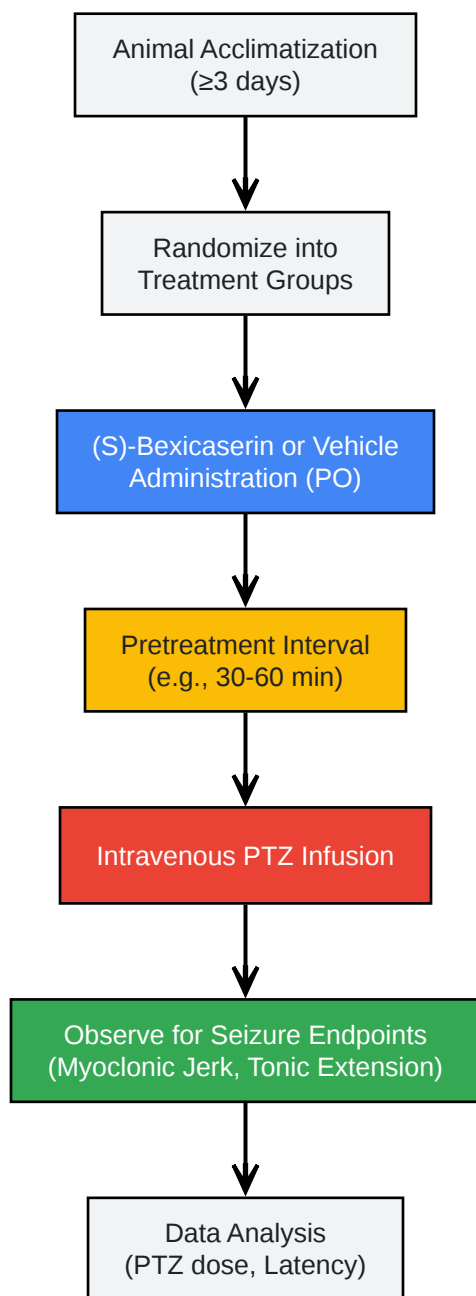 Animal Acclimatization
(≥3 days)
Randomize into
Treatment Groups
(S)-Bexicaserin or Vehicle
Administration (PO)
Pretreatment Interval
(e.g., 30-60 min)
Intravenous PTZ Infusion
Observe for Seizure Endpoints
(Myoclonic Jerk, Tonic Extension)
Data Analysis
(PTZ dose, Latency)